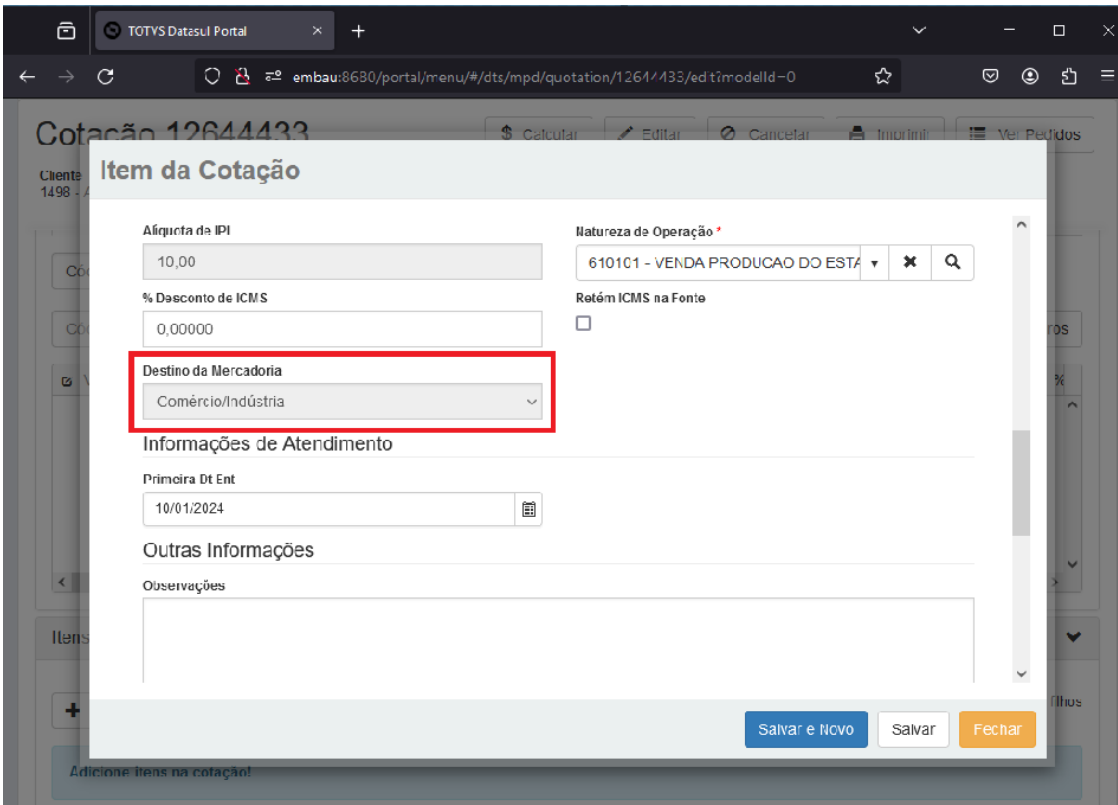 TOTVS Datasul Portal
embau:8680/portal/menu/#/dts/mpd/quotation/12644433/edit?modelId=0
Cotação 12644433
Calcular
Editar
Cancelar
Imprimir
Ver Pedidos
Cliente
1498 -
Item da Cotação
Alíquota de IPI
Natureza de Operação *
10,00
610101 - VENDA PRODUCAO DO ESTA
% Desconto de ICMS
Retém ICMS na Fonte
0,00000
Destino da Mercadoria
Comércio/Indústria
%
Informações de Atendimento
Primeira Dt Ent
10/01/2024
Outras Informações
Observações
Itens
Salvar e Novo
Salvar
Fechar
Adicione itens na cotação!